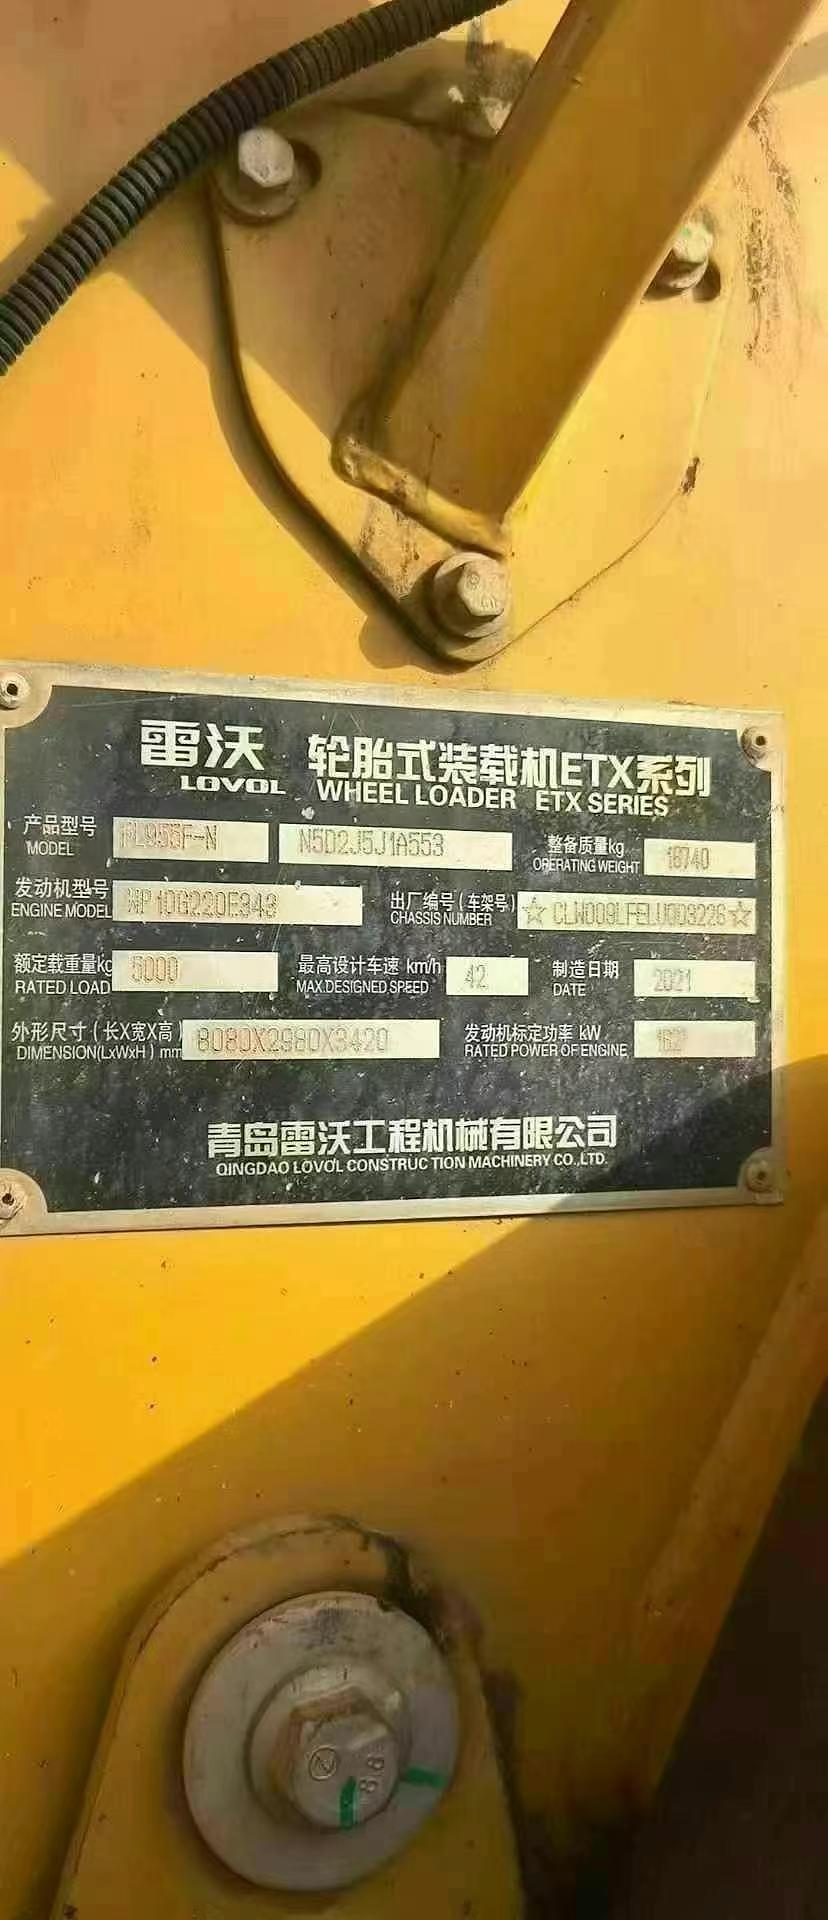 雷沃 轮胎式装载机ETX系列
LOVOL WHEEL LOADER ETX SERIES
产品型号 N5D2J5J1A553 整备质量kg
MODEL OPERATING WEIGHT
发动机型号 出厂编号(车架号)
ENGINE MODEL CHASSIS NUMBER
额定载重量kg 5000 最高设计车速 km/h 42 制造日期 2021
RATED LOAD MAX.DESIGNED SPEED DATE
外形尺寸(长X宽X高) 8080X2980X3420 发动机标定功率 kW
DIMENSION(LxWxH) mm RATED POWER OF ENGINE
青岛雷沃工程机械有限公司
QINGDAO LOVOL CONSTRUCTION MACHINERY CO.,LTD.
8.8